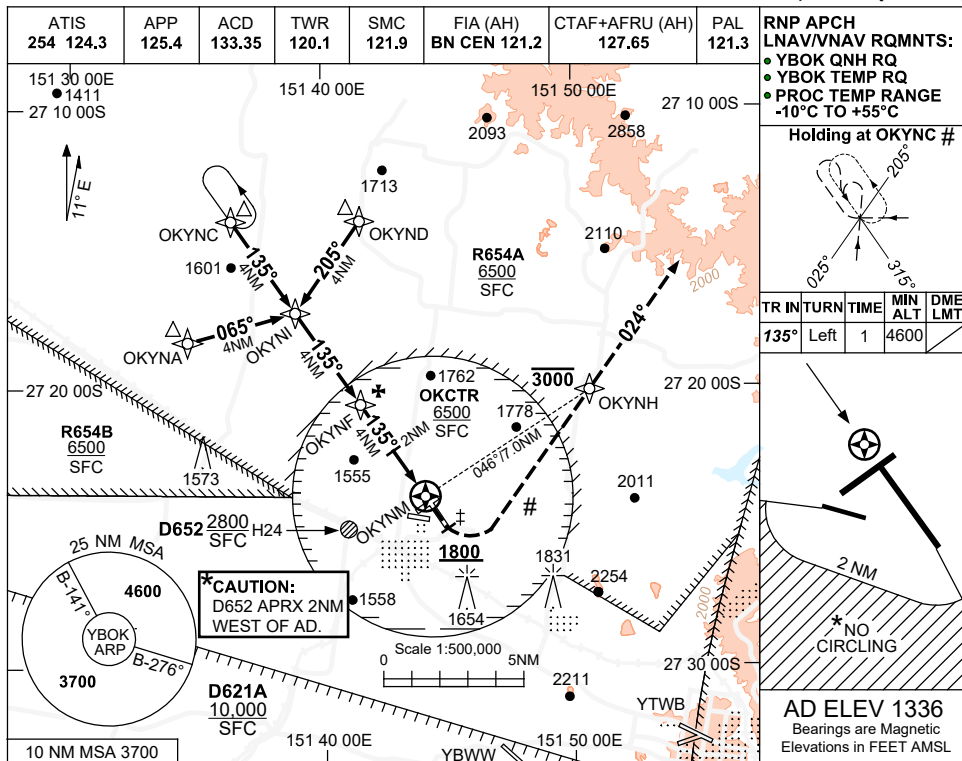 ATIS
254 124.3
APP
125.4
ACD
133.35
TWR
120.1
SMC
121.9
FIA (AH)
BN CEN 121.2
CTAF+AFRU (AH)
127.65
PAL
121.3
RNP APCH
LNAV/VNAV RQMNTS:
YBOK QNH RQ
YBOK TEMP RQ
PROC TEMP RANGE
-10°C TO +55°C
151 30 00E
1411
27 10 00S
151 40 00E
151 50 00E
27 10 00S
2093
2858
11° E
1713
OKYNC
OKYND
R654A
6500
SFC
2110
2000
1601
135°
4NM
205°
4NM
065°
4NM
OKYNA
OKYNI
135°
4NM
024°
27 20 00S
27 20 00S
1762
OKCTR
6500
SFC
3000
OKYNH
1778
OKYNF
135°
4NM
2NM
046°/7.0NM
R654B
6500
SFC
1573
1555
2011
OKYNM
#
D652 2800 H24
SFC
1800
1831
2254
2000
1654
1558
*CAUTION:
D652 APRX 2NM
WEST OF AD.
25 NM MSA
B-141°
4600
YBOK
ARP
B-276°
3700
10 NM MSA 3700
Scale 1:500,000
0
5NM
27 30 00S
D621A
10,000
SFC
2211
YTWB
151 40 00E
151 50 00E
YBWW
Holding at OKYNC #
205°
025°
315°
TR IN
TURN
TIME
MIN
ALT
DME
LMT
135°
Left
1
4600
2 NM
*NO
CIRCLING
AD ELEV 1336
Bearings are Magnetic
Elevations in FEET AMSL